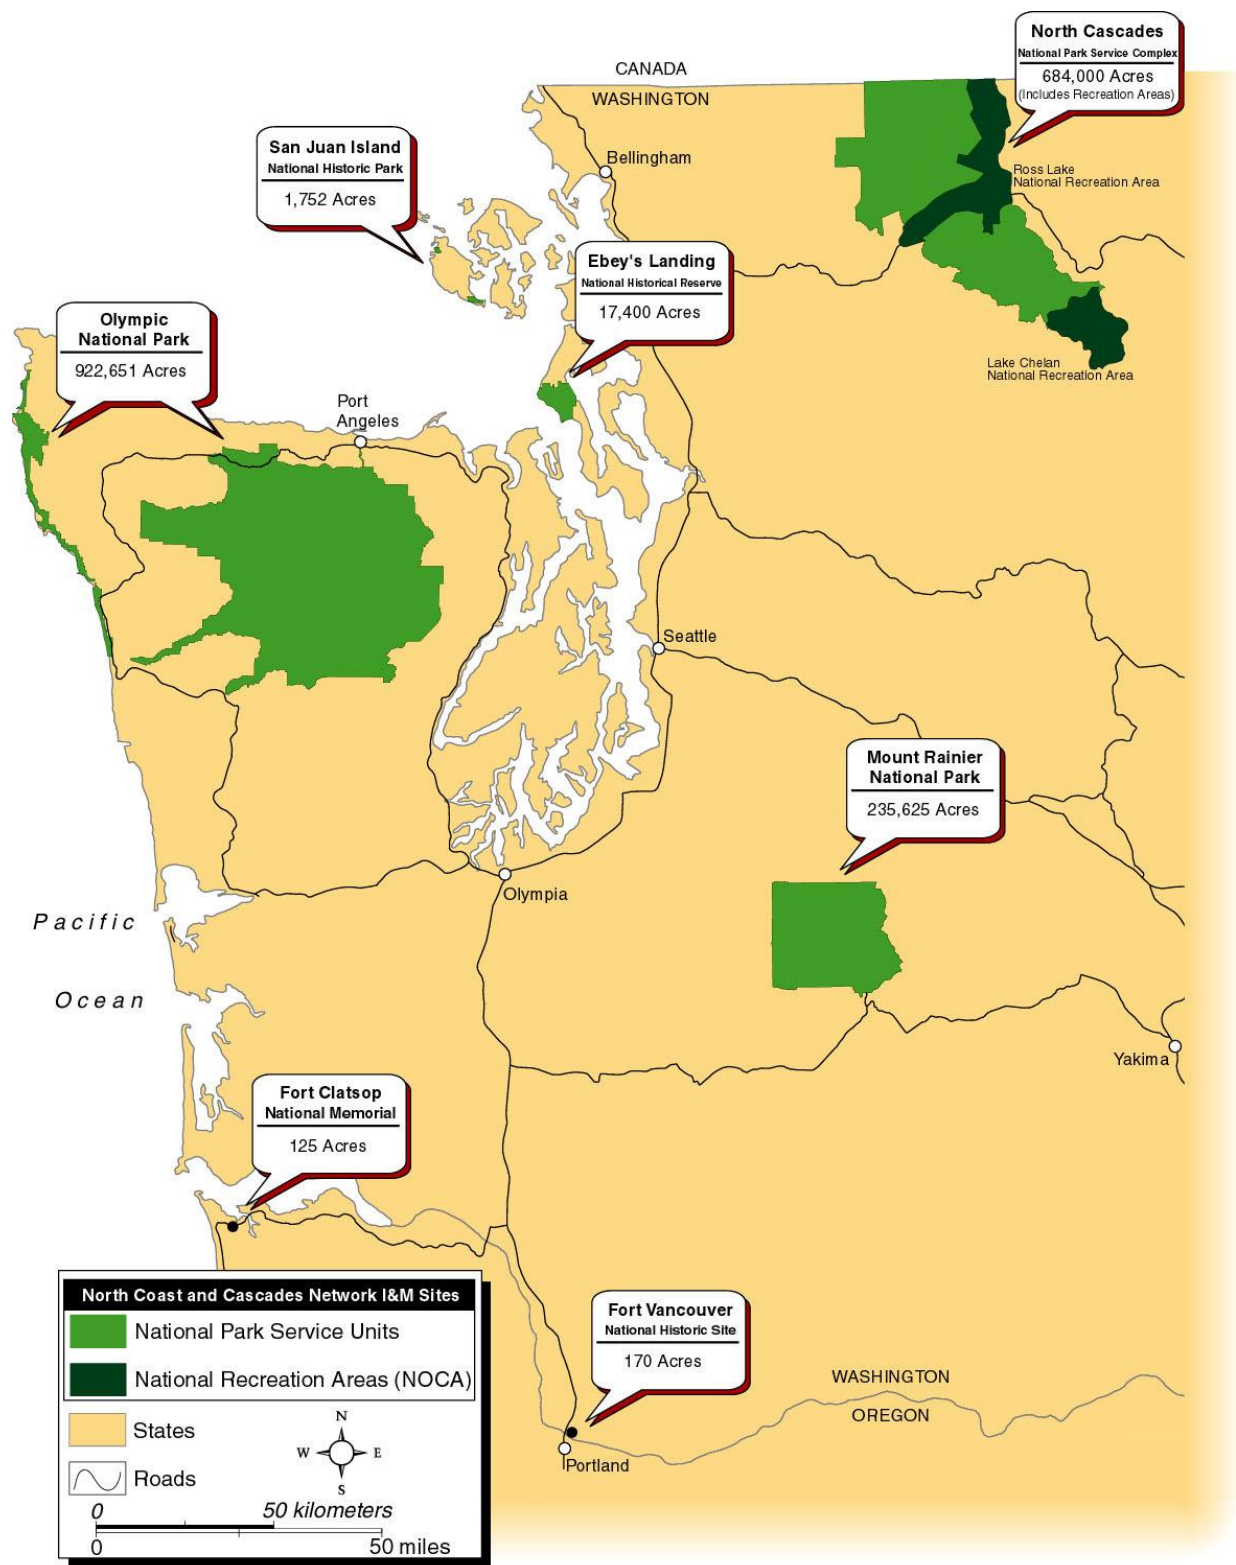 North Cascades
National Park Service Complex
684,000 Acres
(Includes Recreation Areas)
CANADA
WASHINGTON
San Juan Island
National Historic Park
1,752 Acres
Bellingham
Ross Lake
National Recreation Area
Ebey's Landing
National Historical Reserve
17,400 Acres
Olympic
National Park
922,651 Acres
Lake Chelan
National Recreation Area
Port
Angeles
Seattle
Mount Rainier
National Park
235,625 Acres
Olympia
Pacific
Ocean
Yakima
Fort Clatsop
National Memorial
125 Acres
Fort Vancouver
National Historic Site
170 Acres
WASHINGTON
OREGON
Portland
North Coast and Cascades Network I&M Sites
National Park Service Units
National Recreation Areas (NOCA)
States
Roads
N
W E
S
0 50 kilometers
0 50 miles